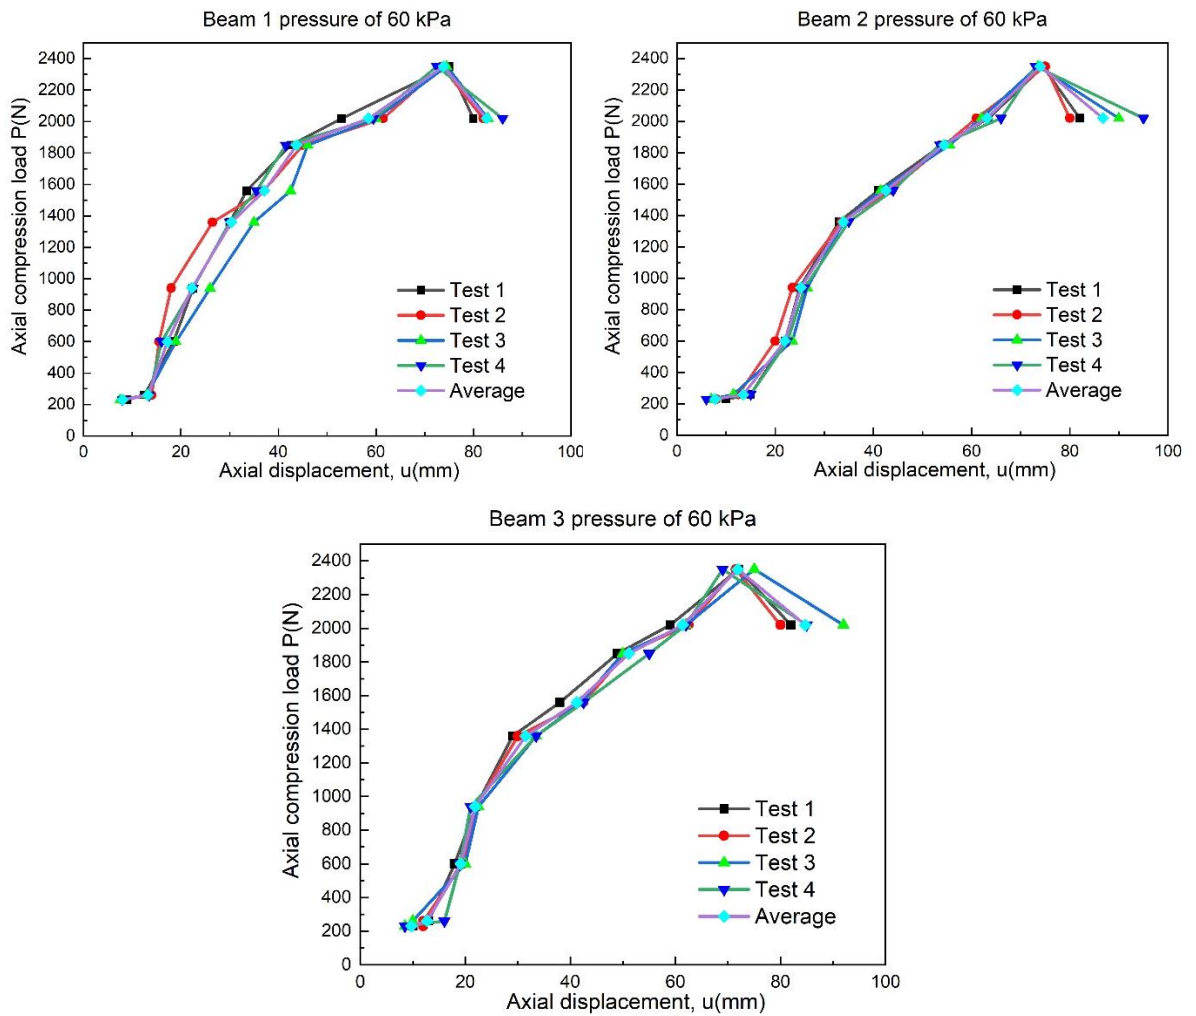 Beam 1 pressure of 60 kPa
Axial compression load P(N)
2400
2200
2000
1800
1600
1400
1200
1000
800
600
400
200
0
Test 1
Test 2
Test 3
Test 4
Average
0 20 40 60 80 100
Axial displacement, u(mm)
Beam 2 pressure of 60 kPa
Axial compression load P(N)
2400
2200
2000
1800
1600
1400
1200
1000
800
600
400
200
0
Test 1
Test 2
Test 3
Test 4
Average
0 20 40 60 80 100
Axial displacement, u(mm)
Beam 3 pressure of 60 kPa
Axial compression load P(N)
2400
2200
2000
1800
1600
1400
1200
1000
800
600
400
200
0
Test 1
Test 2
Test 3
Test 4
Average
0 20 40 60 80 100
Axial displacement, u(mm)